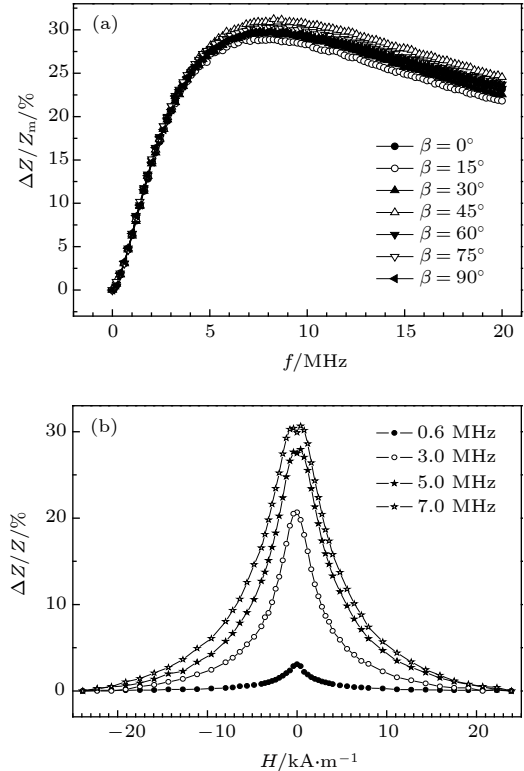 (a)
30
25
20
15
10
5
0
ΔZ/Zm/%
β = 0°
β = 15°
β = 30°
β = 45°
β = 60°
β = 75°
β = 90°
0 5 10 15 20
f/MHz
(b)
30
20
10
0
ΔZ/Z/%
0.6 MHz
3.0 MHz
5.0 MHz
7.0 MHz
−20 −10 0 10 20
H/kA·m−1